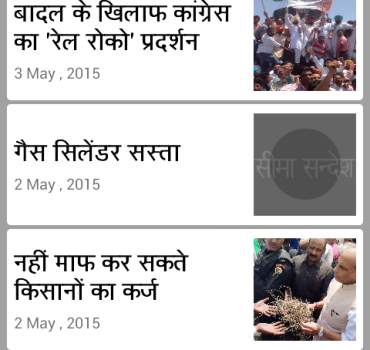 बादल के खिलाफ कांग्रेस
का 'रेल रोको' प्रदर्शन
3 May , 2015
गैस सिलेंडर सस्ता
2 May , 2015
सीमा सन्देश
नहीं माफ कर सकते
किसानों का कर्ज
2 May , 2015